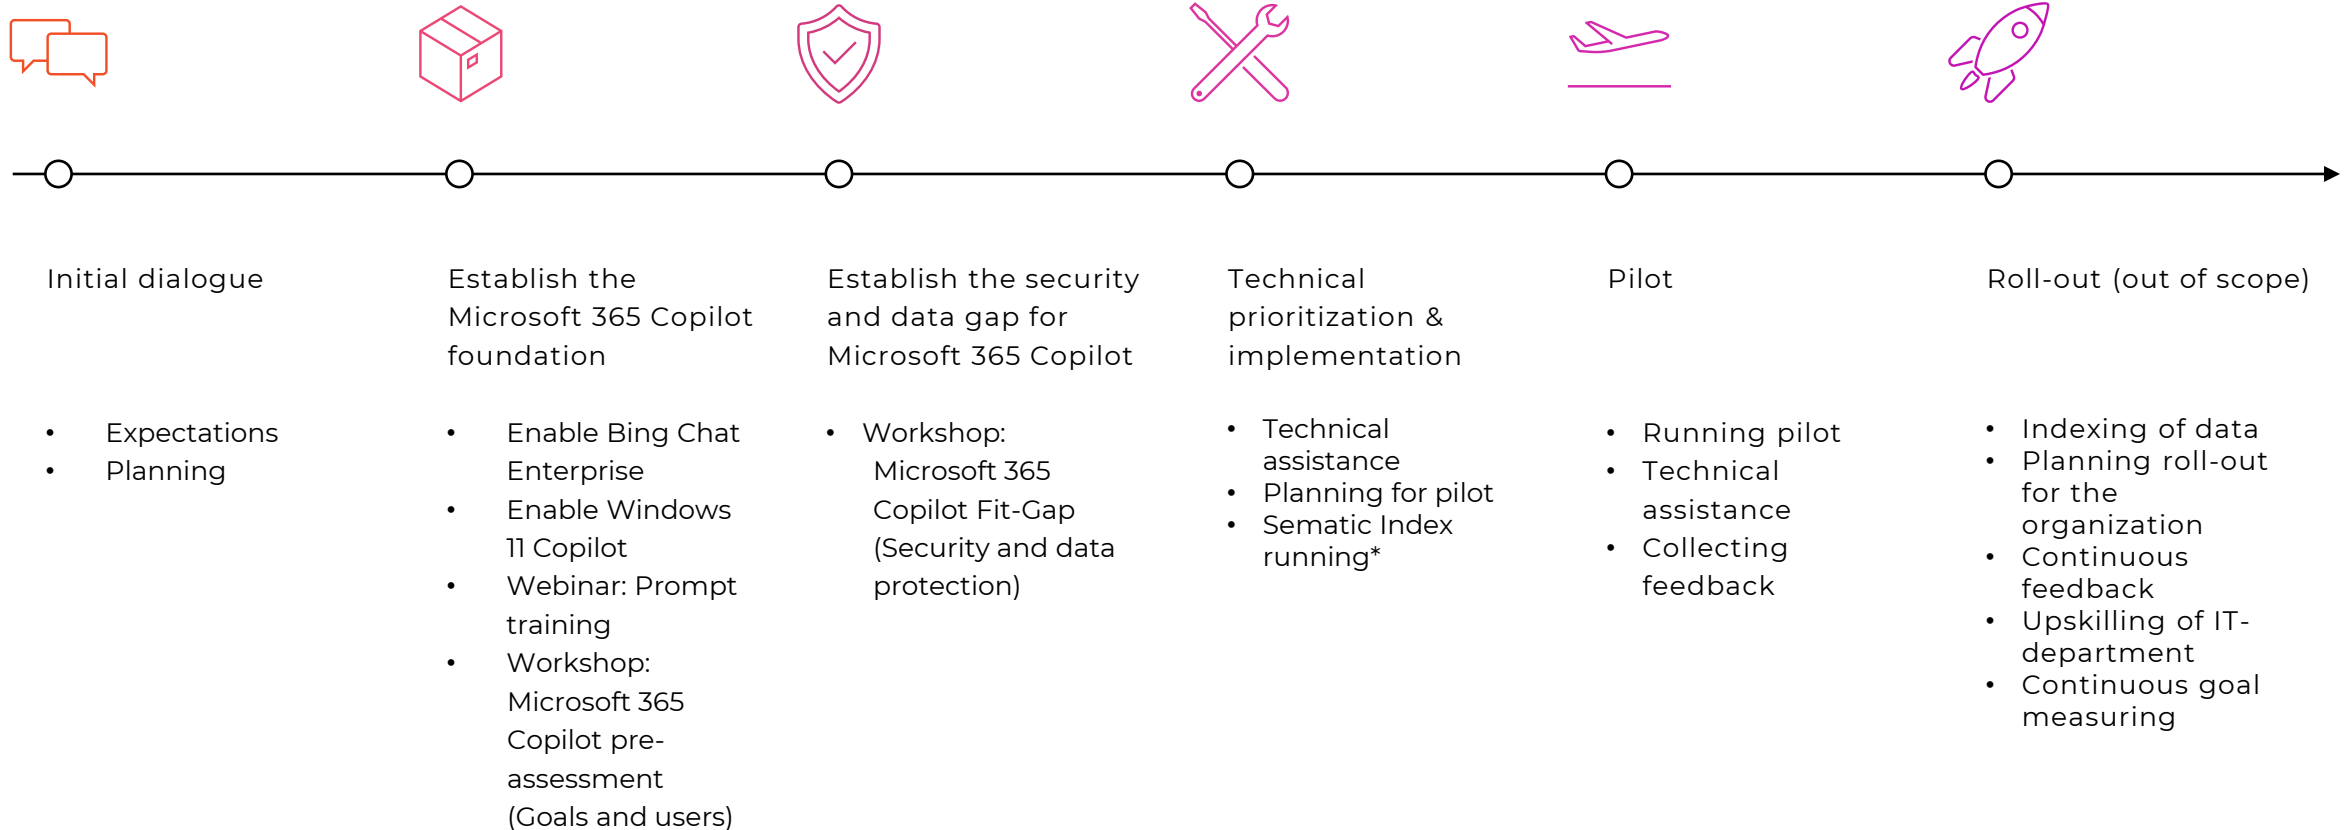 Initial dialogue
• Expectations
• Planning
Establish the
Microsoft 365 Copilot
foundation
• Enable Bing Chat
Enterprise
• Enable Windows
11 Copilot
• Webinar: Prompt
training
• Workshop:
Microsoft 365
Copilot pre-
assessment
(Goals and users)
Establish the security
and data gap for
Microsoft 365 Copilot
• Workshop:
Microsoft 365
Copilot Fit-Gap
(Security and data
protection)
Technical
prioritization &
implementation
• Technical
assistance
• Planning for pilot
• Sematic Index
running*
Pilot
• Running pilot
• Technical
assistance
• Collecting
feedback
Roll-out (out of scope)
• Indexing of data
• Planning roll-out
for the
organization
• Continuous
feedback
• Upskilling of IT-
department
• Continuous goal
measuring